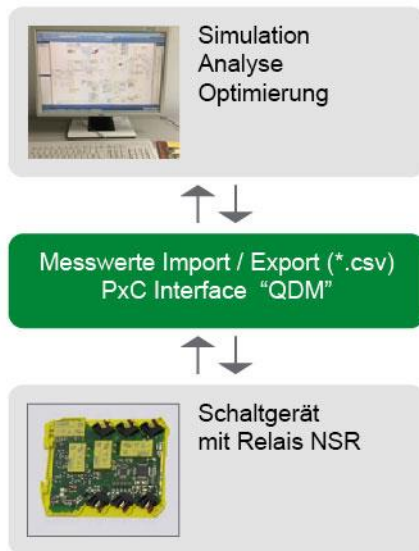 Simulation
Analyse
Optimierung
Messwerte Import / Export (*.csv)
PxC Interface “QDM”
Schaltgerät
mit Relais NSR